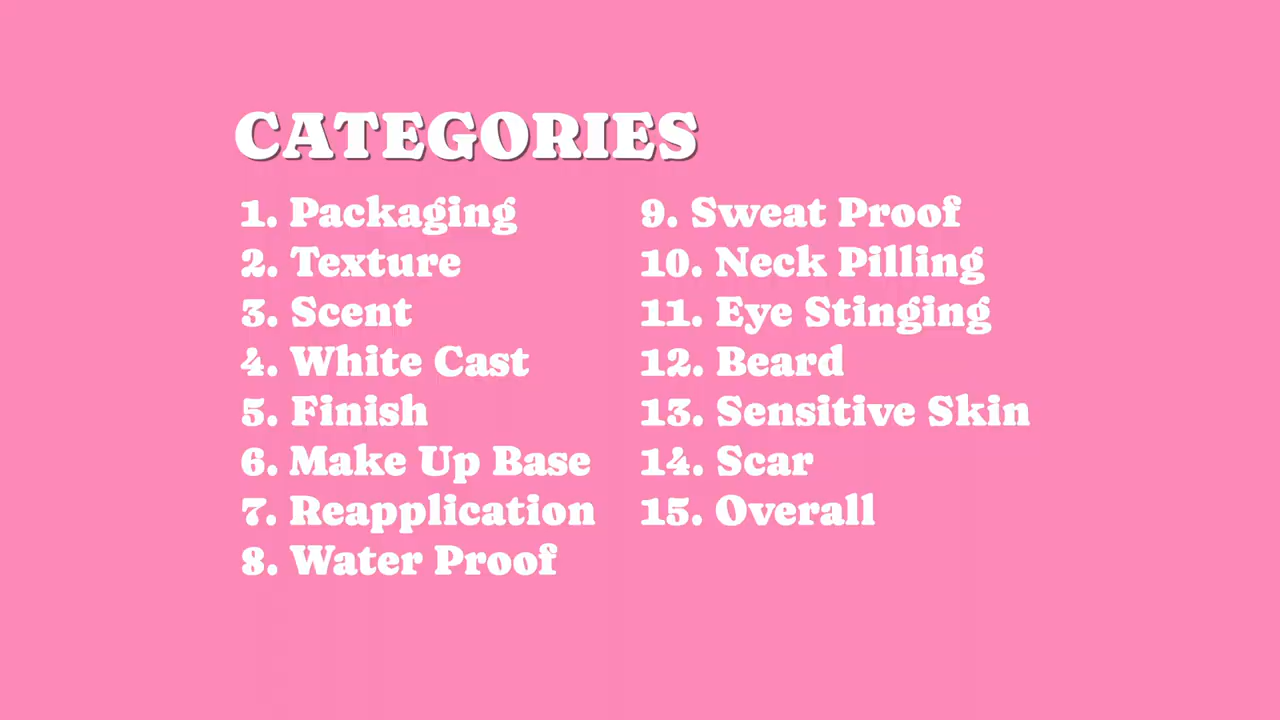 CATEGORIES
1. Packaging
2. Texture
3. Scent
4. White Cast
5. Finish
6. Make Up Base
7. Reapplication
8. Water Proof
9. Sweat Proof
10. Neck Pilling
11. Eye Stinging
12. Beard
13. Sensitive Skin
14. Scar
15. Overall